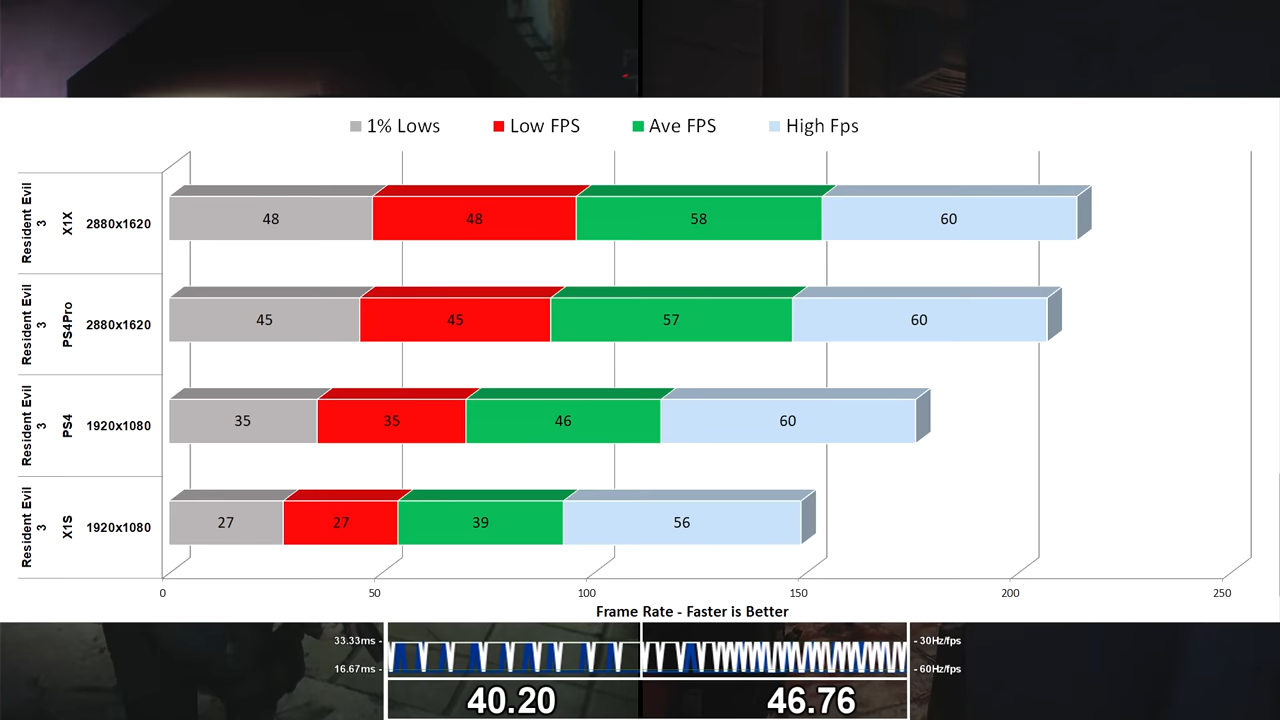 1% Lows Low FPS Ave FPS High Fps
Resident Evil
3
X1X
2880x1620
48 48 58 60
Resident Evil
3
PS4Pro
2880x1620
45 45 57 60
Resident Evil
3
PS4
1920x1080
35 35 46 60
Resident Evil
3
X1S
1920x1080
27 27 39 56
0 50 100 150 200 250
Frame Rate - Faster is Better
33.33ms - - 30Hz/fps
16.67ms - - 60Hz/fps
40.20 46.76